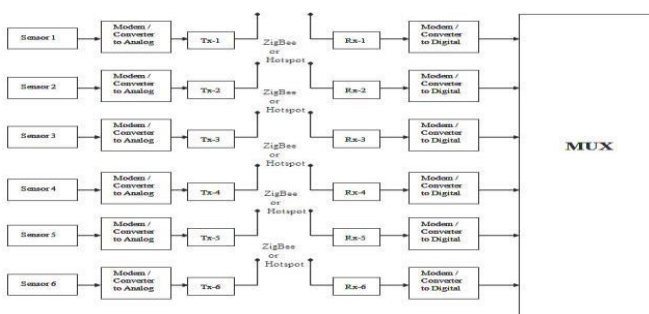 Sensor 1
Modem /
Converter
to Analog
Tx-1
ZigBee
or
Hotspot
Rx-1
Modem /
Converter
to Digital
Sensor 2
Modem /
Converter
to Analog
Tx-2
ZigBee
or
Hotspot
Rx-2
Modem /
Converter
to Digital
Sensor 3
Modem /
Converter
to Analog
Tx-3
ZigBee
or
Hotspot
Rx-3
Modem /
Converter
to Digital
Sensor 4
Modem /
Converter
to Analog
Tx-4
ZigBee
or
Hotspot
Rx-4
Modem /
Converter
to Digital
Sensor 5
Modem /
Converter
to Analog
Tx-5
ZigBee
or
Hotspot
Rx-5
Modem /
Converter
to Digital
Sensor 6
Modem /
Converter
to Analog
Tx-6
Rx-6
Modem /
Converter
to Digital
MUX